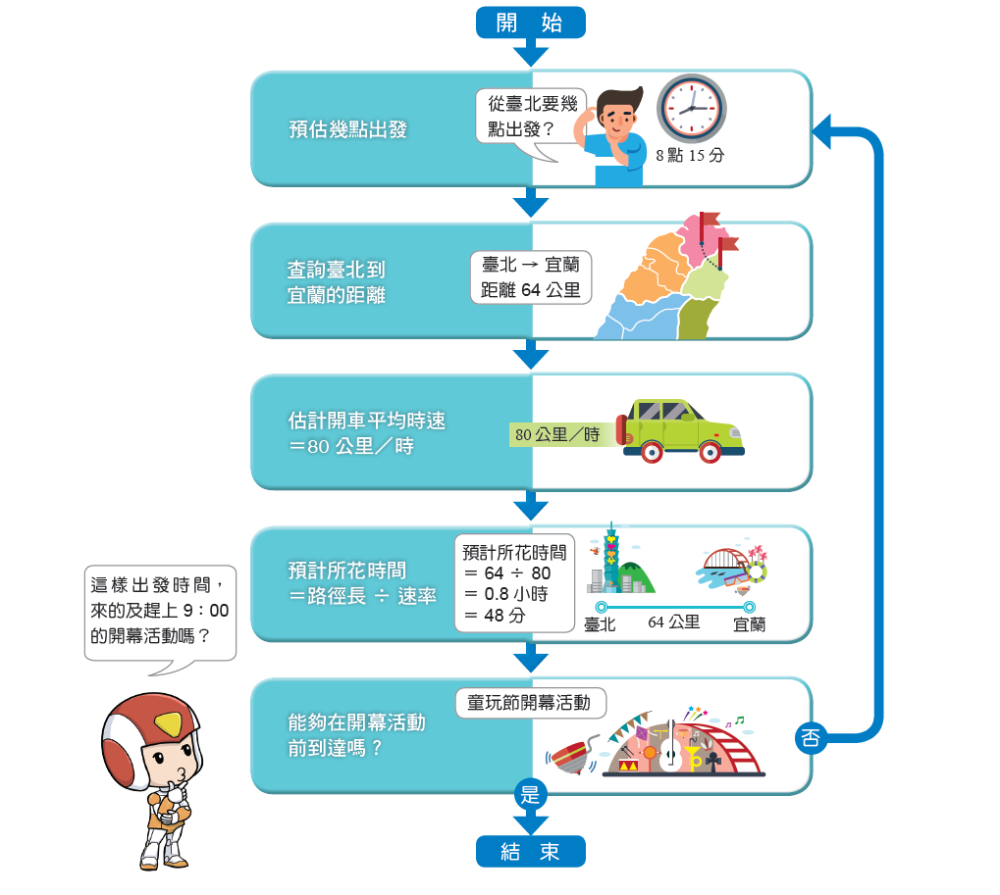 開 始
預估幾點出發
從臺北要幾
點出發？
8 點 15 分
查詢臺北到
宜蘭的距離
臺北 → 宜蘭
距離 64 公里
估計開車平均時速
＝80 公里／時
80 公里／時
預計所花時間
＝路徑長 ÷ 速率
預計所花時間
＝ 64 ÷ 80
＝ 0.8 小時
＝ 48 分
臺北
64 公里
宜蘭
這樣出發時間，
來的及趕上 9：00
的開幕活動嗎？
能夠在開幕活動
前到達嗎？
童玩節開幕活動
否
是
結 束